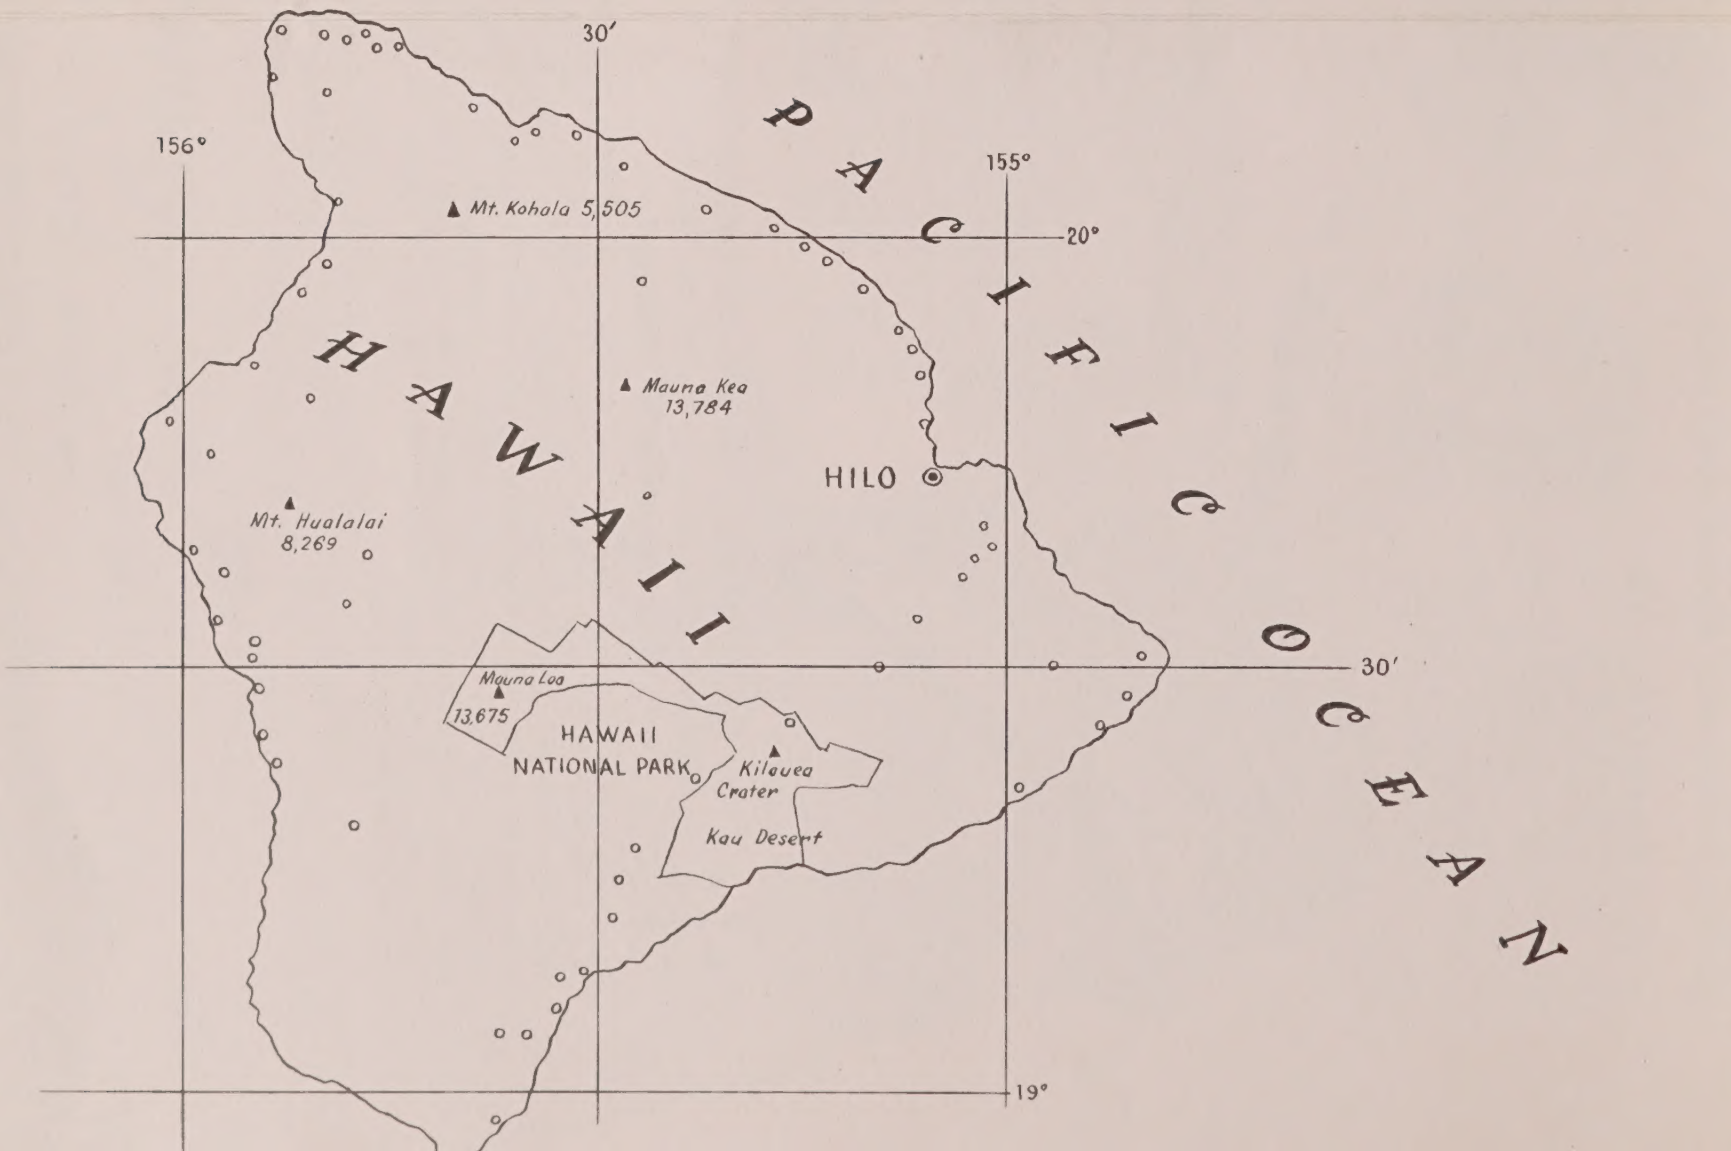 30′
156°
155°
PACIFIC OCEAN
Mt. Kohala 5,505
20°
HAWAII
Mauna Kea
13,784
HILO
Mt. Hualalai
8,269
30′
Mauna Loa
13,675
HAWAII
NATIONAL PARK
Kilauea
Crater
Kau Desert
19°